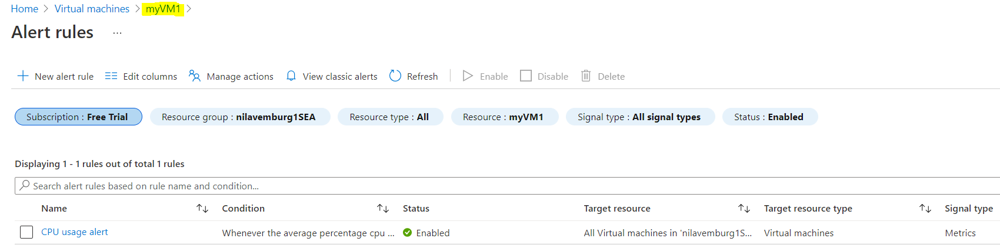 Home > Virtual machines > myVM1 >
Alert rules ...
New alert rule Edit columns Manage actions View classic alerts Refresh Enable Disable Delete
Subscription : Free Trial Resource group : nilavemburg1SEA Resource type : All Resource : myVM1 Signal type : All signal types Status : Enabled
Displaying 1 - 1 rules out of total 1 rules
Search alert rules based on rule name and condition...
Name Condition Status Target resource Target resource type Signal type
CPU usage alert Whenever the average percentage cpu ... Enabled All Virtual machines in 'nilavemburg1S... Virtual machines Metrics